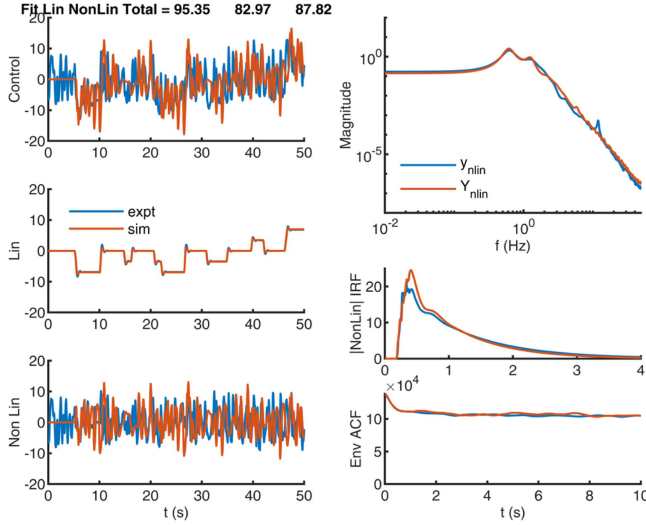 Fit Lin NonLin Total = 95.35 82.97 87.82
Control
20
10
0
-10
-20
0 10 20 30 40 50
Lin
20
10
0
-10
-20
expt
sim
0 10 20 30 40 50
Non Lin
20
10
0
-10
-20
0 10 20 30 40 50
t (s)
Magnitude
10^0
10^-5
y_nlin
Y_nlin
10^-2 10^0
f (Hz)
|NonLin| IRF
20
10
0
0 1 2 3 4
×10^4
Env ACF
10
5
0
0 2 4 6 8 10
t (s)